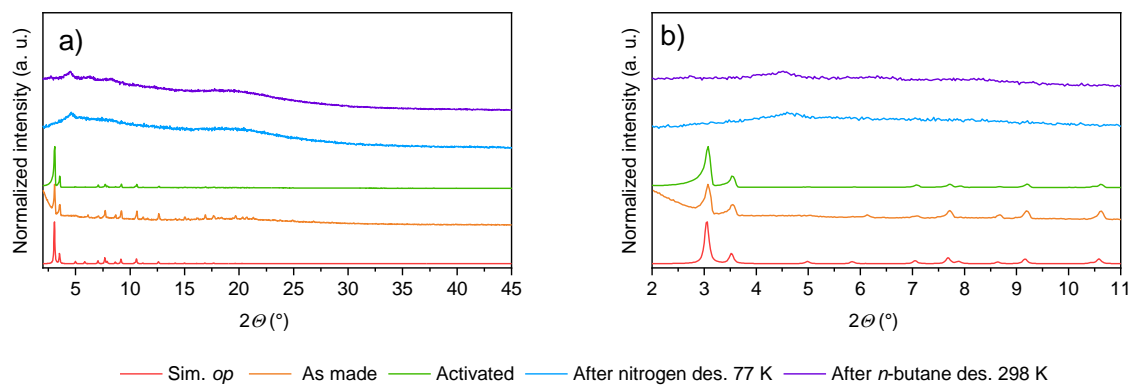 a)
Normalized intensity (a. u.)
5 10 15 20 25 30 35 40 45
2Θ (°)
b)
Normalized intensity (a. u.)
2 3 4 5 6 7 8 9 10 11
2Θ (°)
Sim. op As made Activated After nitrogen des. 77 K After n-butane des. 298 K